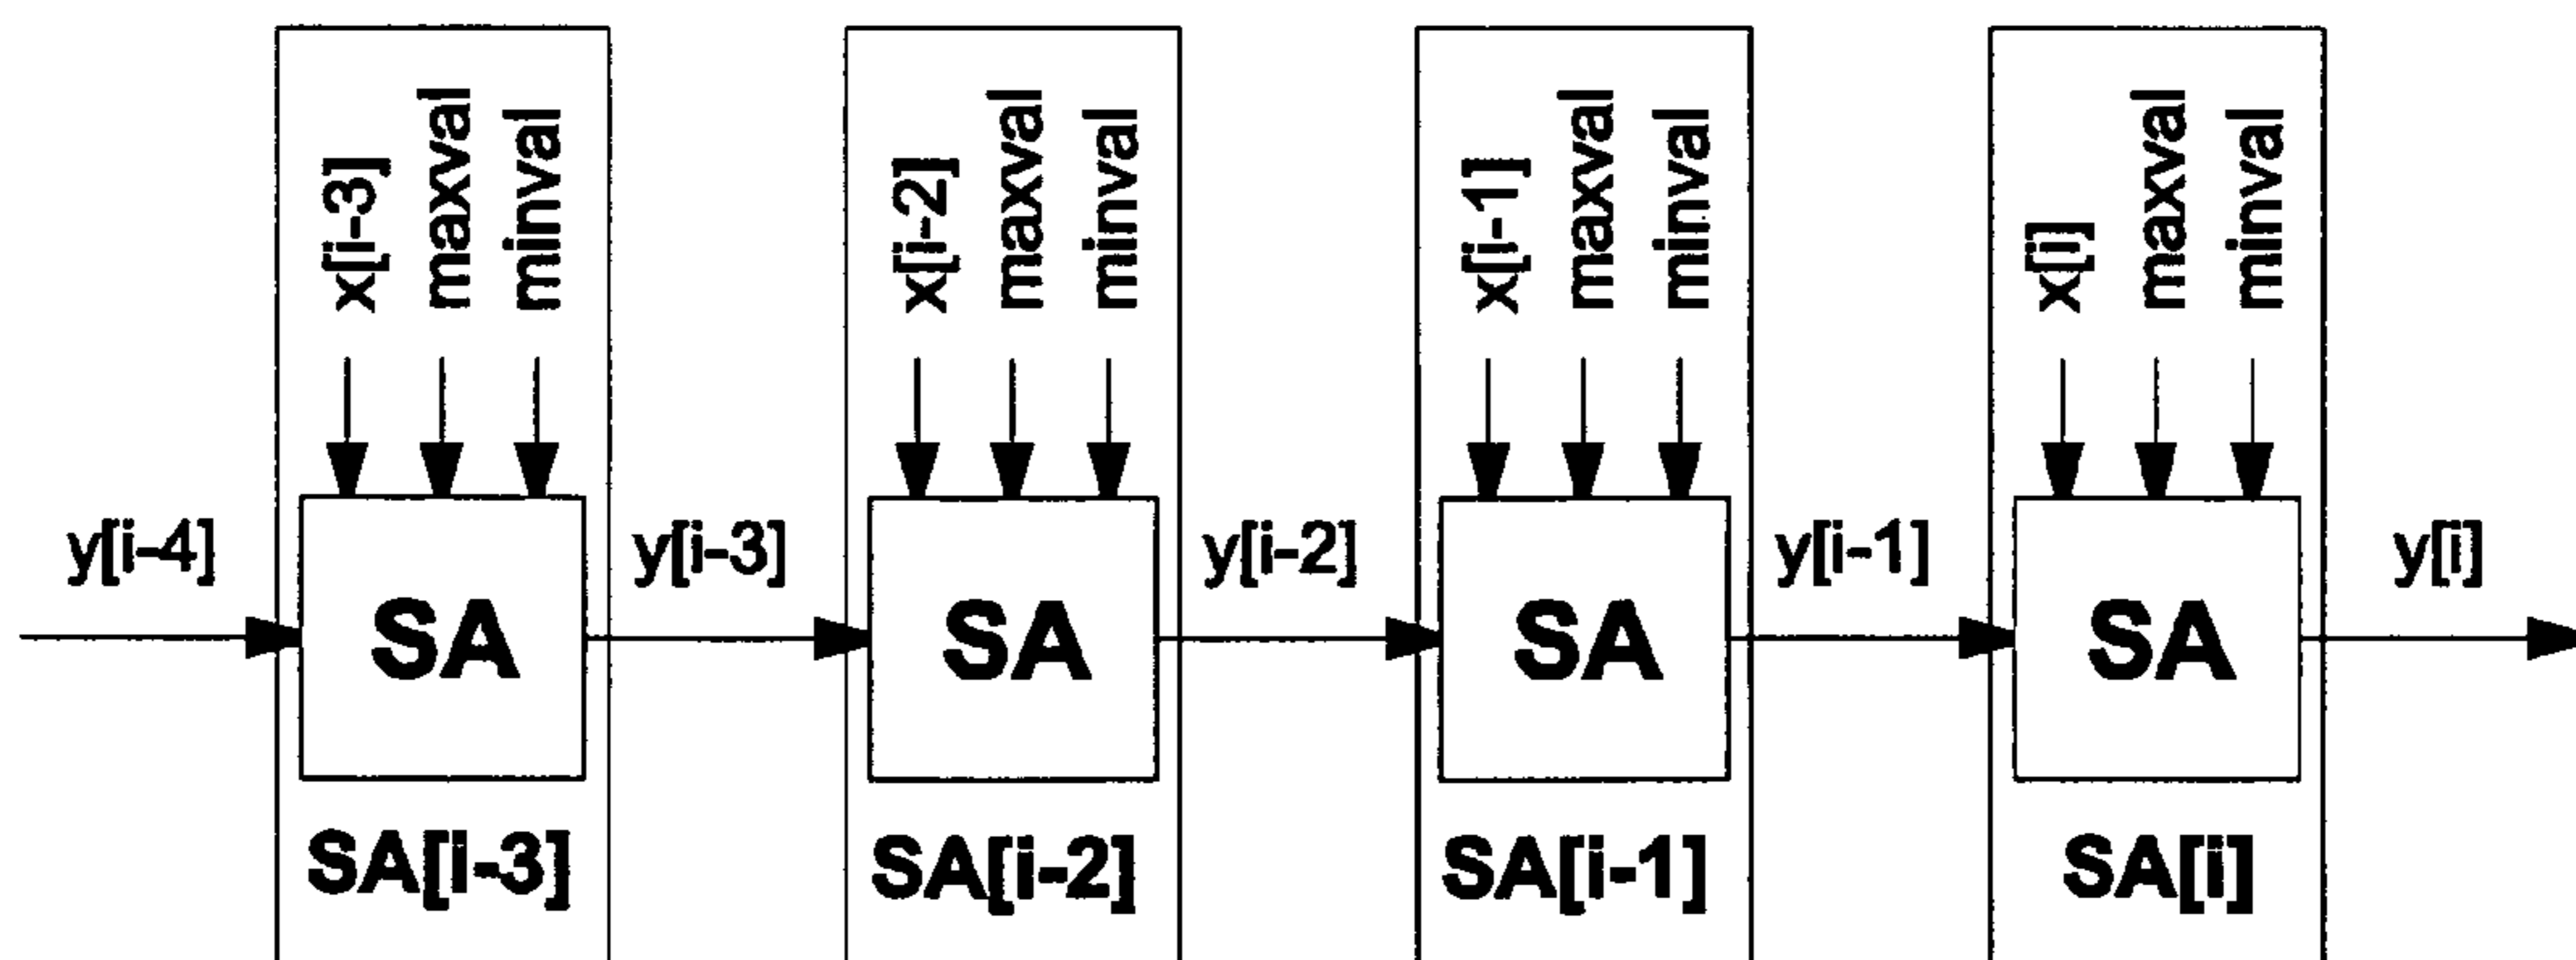 x[i-3]
maxval
minval
x[i-2]
maxval
minval
x[i-1]
maxval
minval
x[i]
maxval
minval
y[i-4]
SA
y[i-3]
SA
y[i-2]
SA
y[i-1]
SA
y[i]
SA[i-3]
SA[i-2]
SA[i-1]
SA[i]